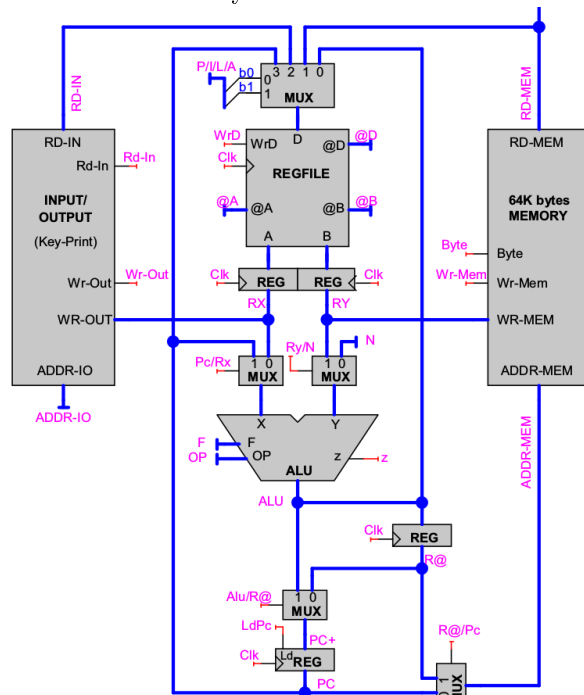 y
P/I/L/A
b0
b1
0
1
3 2 1 0
MUX
RD-IN
RD-MEM
D
WrD
WrD
@D
@D
Clk
REGFILE
@A
@A
@B
@B
A
B
RD-IN
Rd-In
Rd-In
INPUT/
OUTPUT
(Key-Print)
Wr-Out
Wr-Out
WR-OUT
ADDR-IO
ADDR-IO
RD-MEM
64K bytes
MEMORY
Byte
Byte
Wr-Mem
Wr-Mem
WR-MEM
ADDR-MEM
ADDR-MEM
Clk
REG
REG
Clk
RX
RY
N
Pc/Rx
1 0
MUX
Ry/N
1 0
MUX
X
Y
F
F
OP
OP
z
z
ALU
ALU
Clk
REG
R@
Alu/R@
1 0
MUX
LdPc
PC+
R@/Pc
Clk
Ld
REG
PC
0 1
MUX